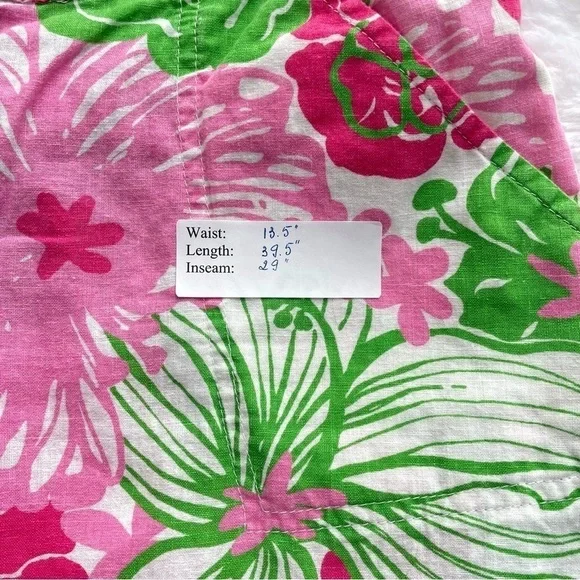 Waist: 13.5"
Length: 39.5"
Inseam: 29"